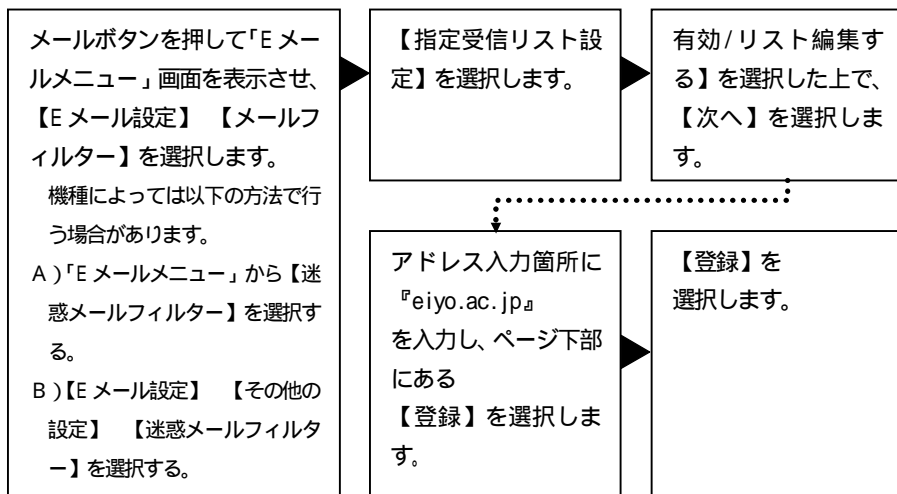 メールボタンを押して「Eメー
ルメニュー」画面を表示させ、
【Eメール設定】　【メールフ
ィルター】を選択します。
機種によっては以下の方法で行
う場合があります。
A)「Eメールメニュー」から【迷
惑メールフィルター】を選択す
る。
B)【Eメール設定】　【その他の
設定】　【迷惑メールフィルタ
ー】を選択する。
【指定受信リスト設
定】を選択します。
有効/リスト編集す
る】を選択した上で、
【次へ】を選択しま
す。
アドレス入力箇所に
『eiyo.ac.jp』
を入力し、ページ下部
にある
【登録】を選択しま
す。
【登録】を
選択します。